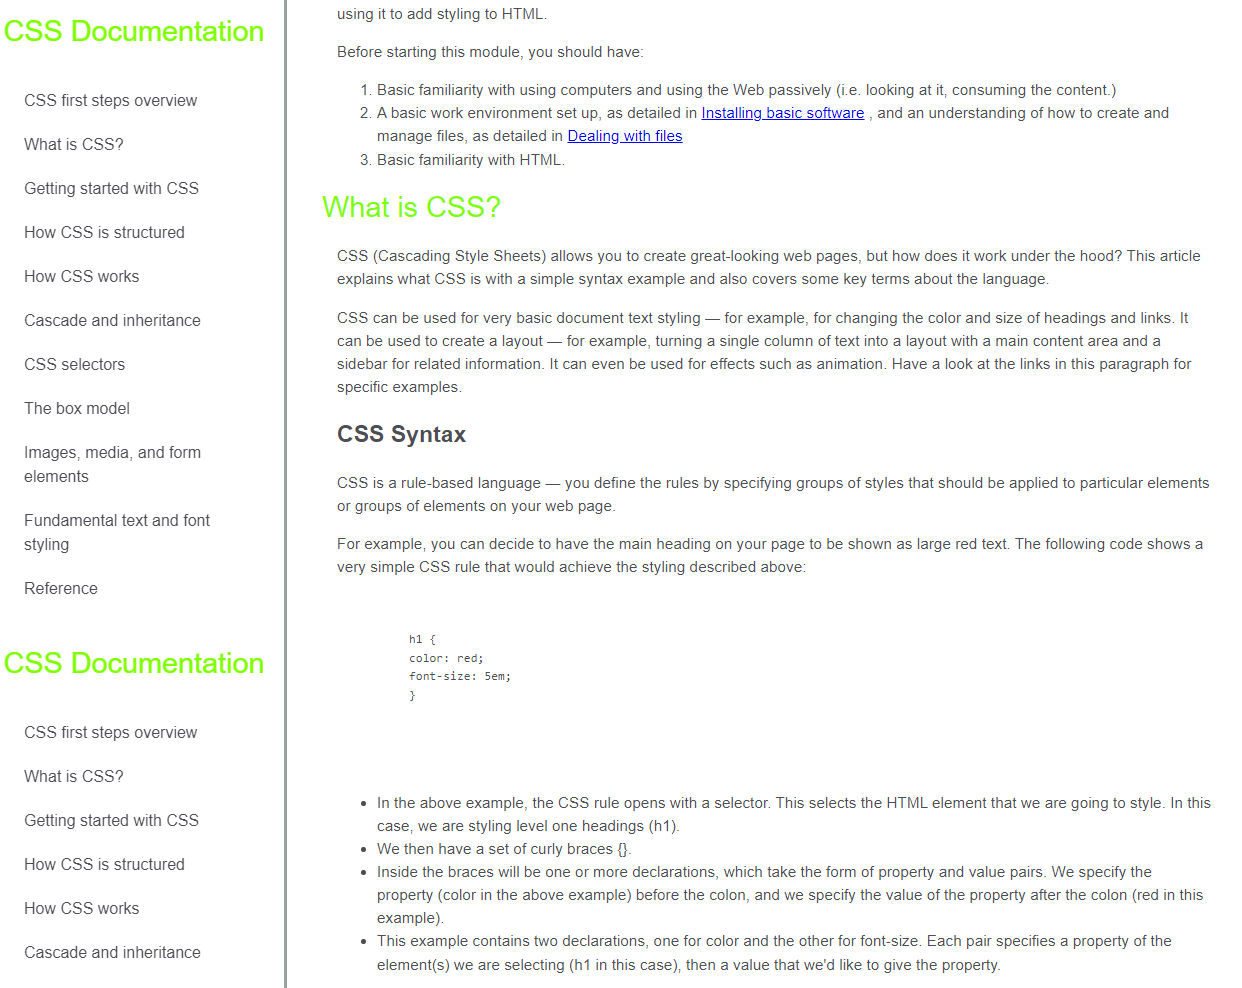 CSS Documentation
CSS first steps overview
What is CSS?
Getting started with CSS
How CSS is structured
How CSS works
Cascade and inheritance
CSS selectors
The box model
Images, media, and form
elements
Fundamental text and font
styling
Reference
CSS Documentation
CSS first steps overview
What is CSS?
Getting started with CSS
How CSS is structured
How CSS works
Cascade and inheritance
using it to add styling to HTML.
Before starting this module, you should have:
1. Basic familiarity with using computers and using the Web passively (i.e. looking at it, consuming the content.)
2. A basic work environment set up, as detailed in Installing basic software , and an understanding of how to create and
manage files, as detailed in Dealing with files
3. Basic familiarity with HTML.
What is CSS?
CSS (Cascading Style Sheets) allows you to create great-looking web pages, but how does it work under the hood? This article
explains what CSS is with a simple syntax example and also covers some key terms about the language.
CSS can be used for very basic document text styling — for example, for changing the color and size of headings and links. It
can be used to create a layout — for example, turning a single column of text into a layout with a main content area and a
sidebar for related information. It can even be used for effects such as animation. Have a look at the links in this paragraph for
specific examples.
CSS Syntax
CSS is a rule-based language — you define the rules by specifying groups of styles that should be applied to particular elements
or groups of elements on your web page.
For example, you can decide to have the main heading on your page to be shown as large red text. The following code shows a
very simple CSS rule that would achieve the styling described above:
h1 {
color: red;
font-size: 5em;
}
• In the above example, the CSS rule opens with a selector. This selects the HTML element that we are going to style. In this
case, we are styling level one headings (h1).
• We then have a set of curly braces {}.
• Inside the braces will be one or more declarations, which take the form of property and value pairs. We specify the
property (color in the above example) before the colon, and we specify the value of the property after the colon (red in this
example).
• This example contains two declarations, one for color and the other for font-size. Each pair specifies a property of the
element(s) we are selecting (h1 in this case), then a value that we'd like to give the property.